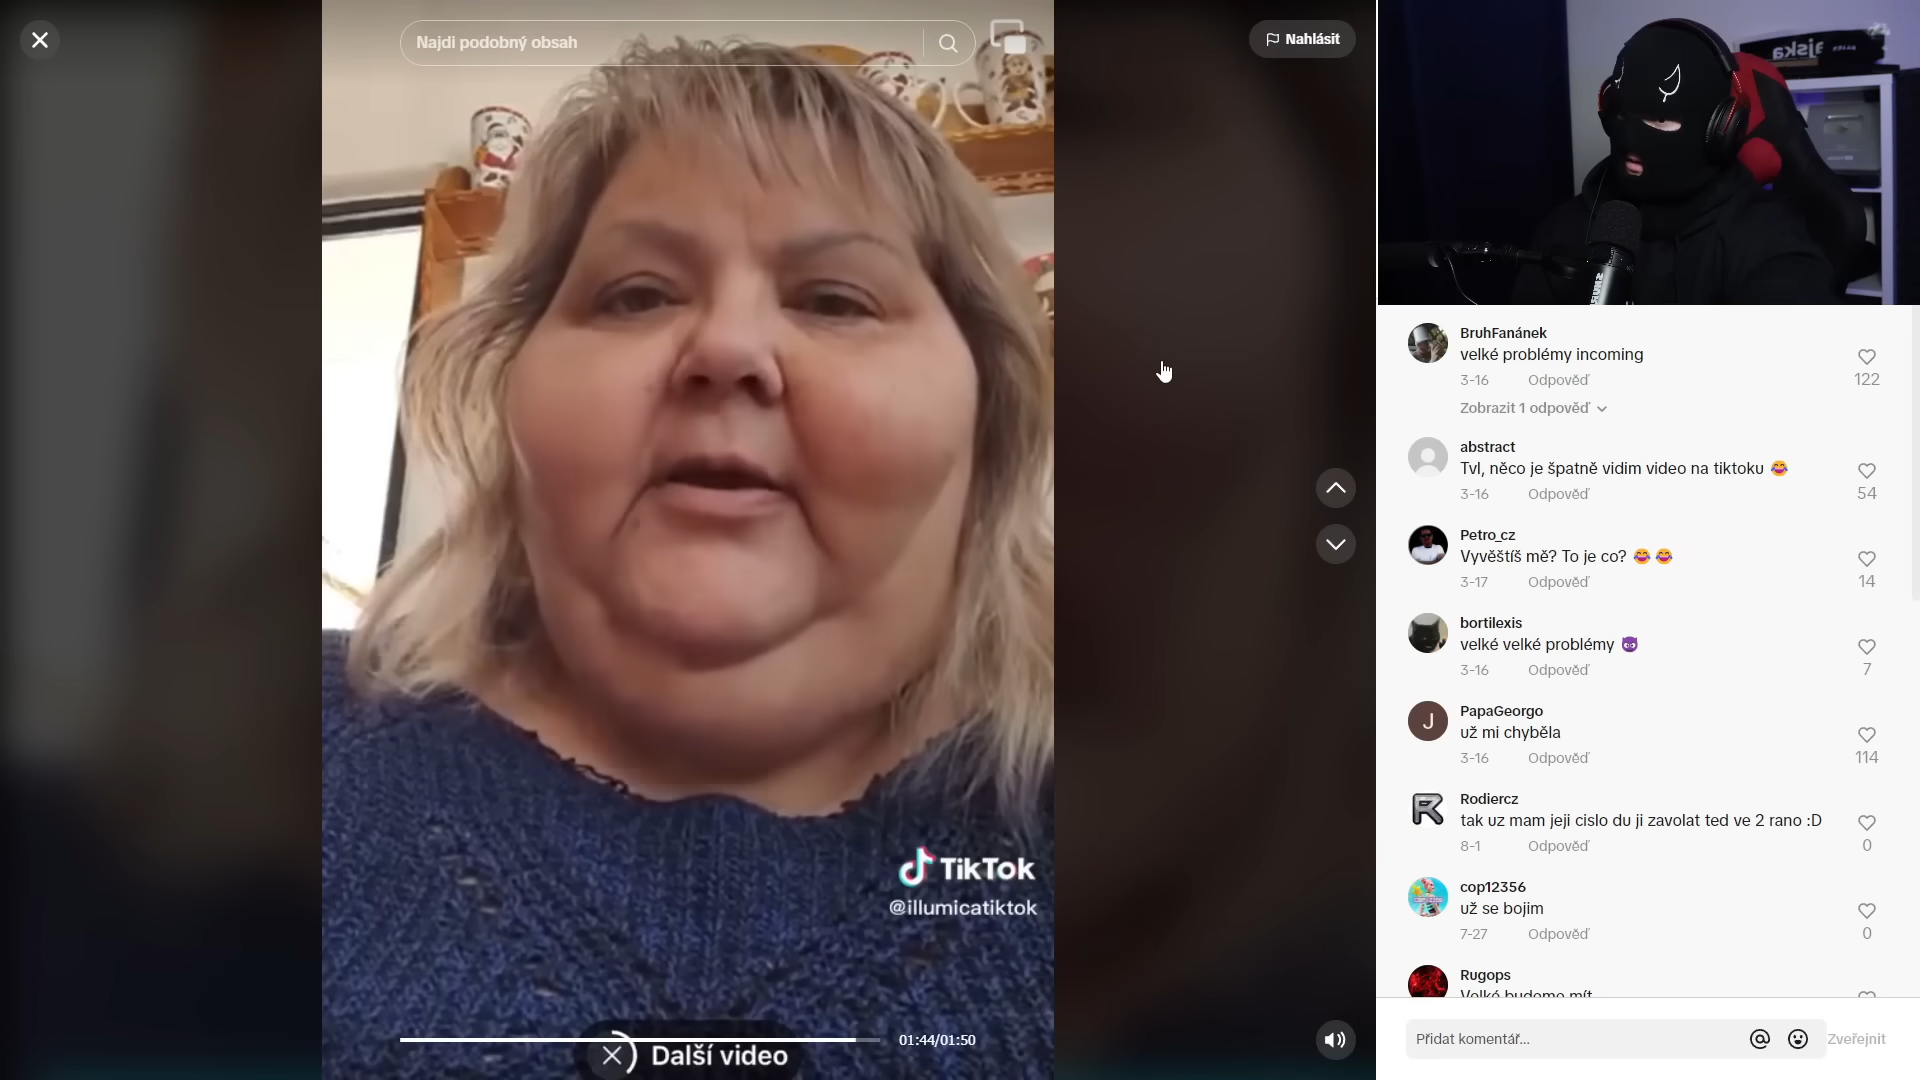 Najdi podobný obsah
Nahlásit
TikTok
@illumicatiktok
01:44/01:50
Další video
BruhFanánek
velké problémy incoming
3-16 Odpověď
122
Zobrazit 1 odpověď
abstract
Tvl, něco je špatně vidim video na tiktoku 😂
3-16 Odpověď
54
Petro_cz
Vyvěštíš mě? To je co? 😂 😂
3-17 Odpověď
14
bortilexis
velké velké problémy 😈
3-16 Odpověď
7
J
PapaGeorgo
už mi chyběla
3-16 Odpověď
114
R
Rodiercz
tak uz mam jeji cislo du ji zavolat ted ve 2 rano :D
8-1 Odpověď
0
cop12356
už se bojim
7-27 Odpověď
0
Rugops
Velké budeme mít
Přidat komentář...
Zveřejnit